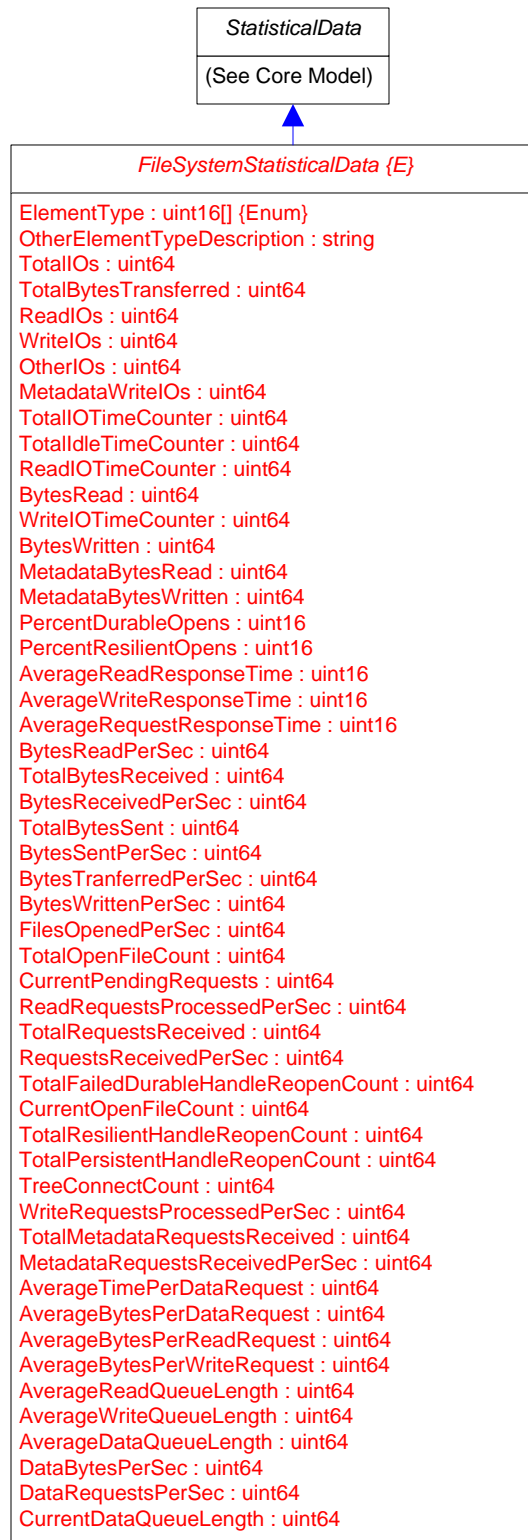 StatisticalData
(See Core Model)
FileSystemStatisticalData {E}
ElementType : uint16[] {Enum}
OtherElementTypeDescription : string
TotalIOs : uint64
TotalBytesTransferred : uint64
ReadIOs : uint64
WriteIOs : uint64
OtherIOs : uint64
MetadataWriteIOs : uint64
TotalIOTimeCounter : uint64
TotalIdleTimeCounter : uint64
ReadIOTimeCounter : uint64
BytesRead : uint64
WriteIOTimeCounter : uint64
BytesWritten : uint64
MetadataBytesRead : uint64
MetadataBytesWritten : uint64
PercentDurableOpens : uint16
PercentResilientOpens : uint16
AverageReadResponseTime : uint16
AverageWriteResponseTime : uint16
AverageRequestResponseTime : uint16
BytesReadPerSec : uint64
TotalBytesReceived : uint64
BytesReceivedPerSec : uint64
TotalBytesSent : uint64
BytesSentPerSec : uint64
BytesTranferredPerSec : uint64
BytesWrittenPerSec : uint64
FilesOpenedPerSec : uint64
TotalOpenFileCount : uint64
CurrentPendingRequests : uint64
ReadRequestsProcessedPerSec : uint64
TotalRequestsReceived : uint64
RequestsReceivedPerSec : uint64
TotalFailedDurableHandleReopenCount : uint64
CurrentOpenFileCount : uint64
TotalResilientHandleReopenCount : uint64
TotalPersistentHandleReopenCount : uint64
TreeConnectCount : uint64
WriteRequestsProcessedPerSec : uint64
TotalMetadataRequestsReceived : uint64
MetadataRequestsReceivedPerSec : uint64
AverageTimePerDataRequest : uint64
AverageBytesPerDataRequest : uint64
AverageBytesPerReadRequest : uint64
AverageBytesPerWriteRequest : uint64
AverageReadQueueLength : uint64
AverageWriteQueueLength : uint64
AverageDataQueueLength : uint64
DataBytesPerSec : uint64
DataRequestsPerSec : uint64
CurrentDataQueueLength : uint64